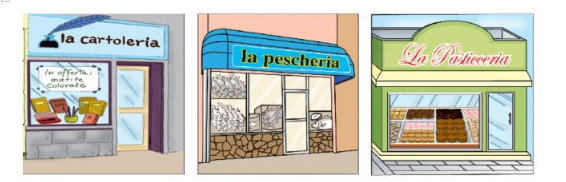 la cartoleria
In offerta:
matite
colorate
la pescheria
La Pasticceria